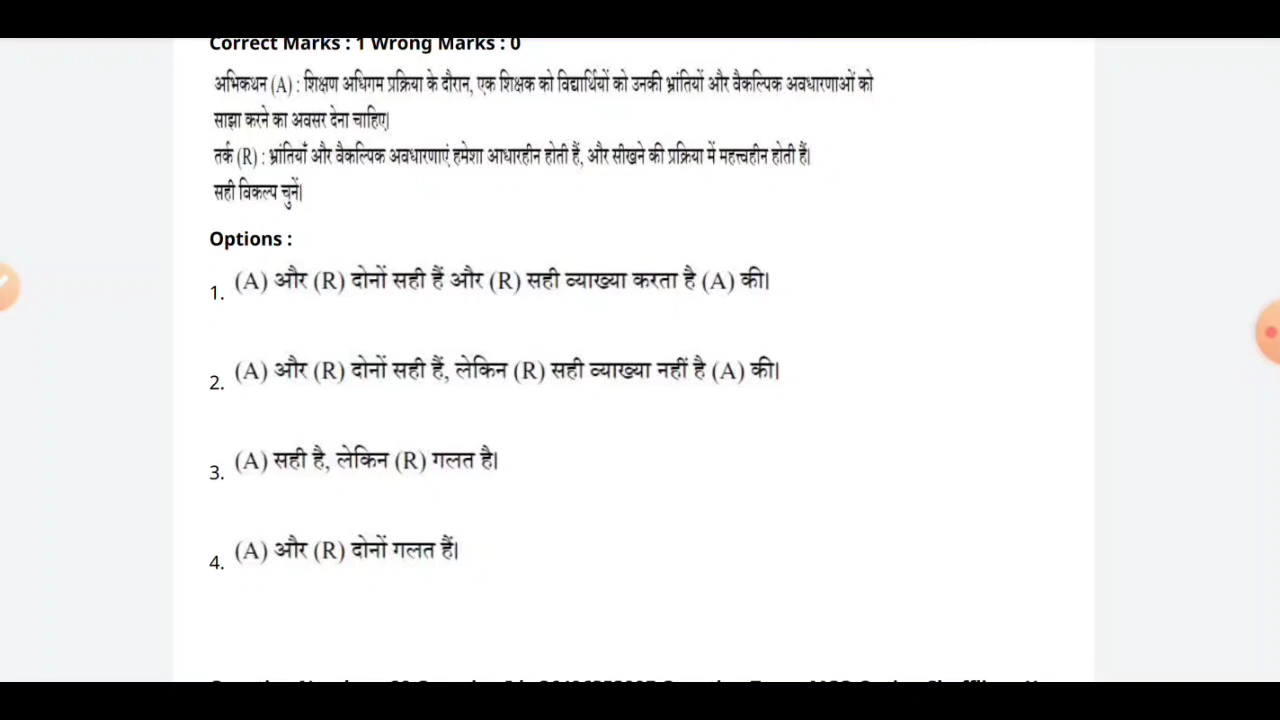 Correct Marks : 1 Wrong Marks : 0
अभिकथन (A) : शिक्षण अधिगम प्रक्रिया के दौरान, एक शिक्षक को विद्यार्थियों को उनकी भ्रांतियों और वैकल्पिक अवधारणाओं को
साझा करने का अवसर देना चाहिए|
तर्क (R) : भ्रांतियाँ और वैकल्पिक अवधारणाएं हमेशा आधारहीन होती हैं, और सीखने की प्रक्रिया में महत्त्वहीन होती हैं|
सही विकल्प चुनें|
Options :
1. (A) और (R) दोनों सही हैं और (R) सही व्याख्या करता है (A) की|
2. (A) और (R) दोनों सही हैं, लेकिन (R) सही व्याख्या नहीं है (A) की|
3. (A) सही है, लेकिन (R) गलत है|
4. (A) और (R) दोनों गलत हैं|